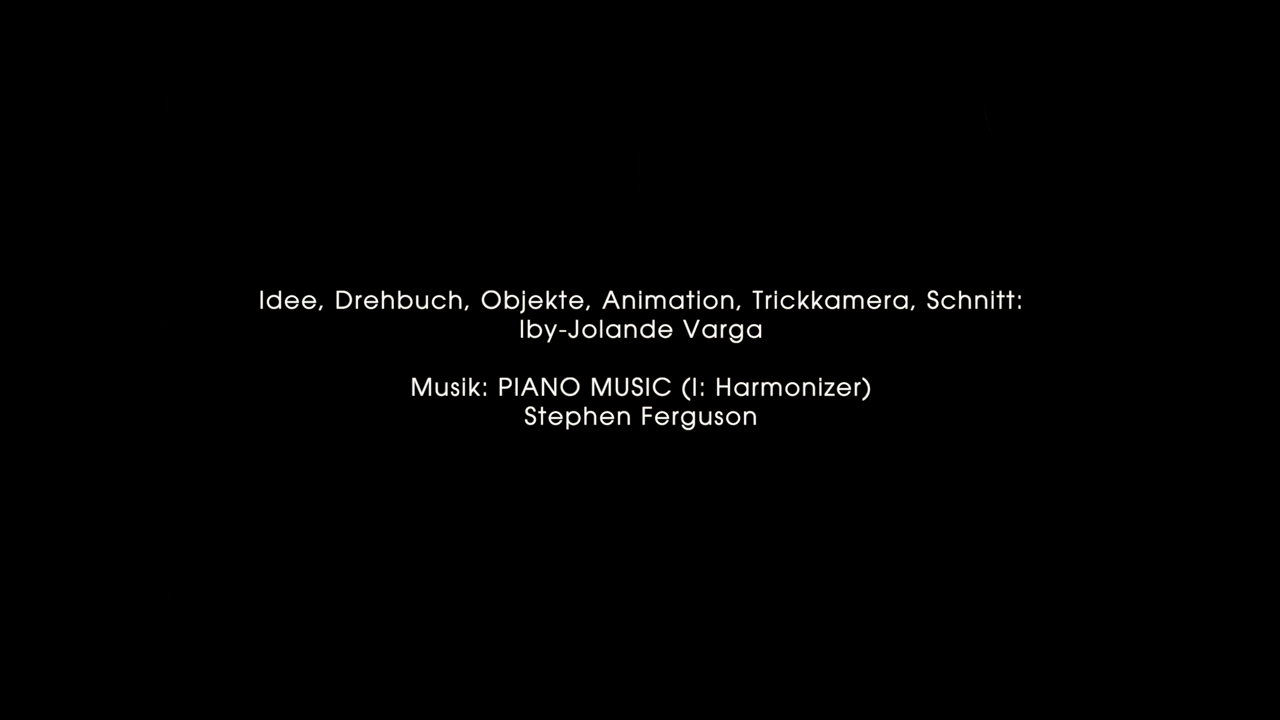 Idee, Drehbuch, Objekte, Animation, Trickkamera, Schnitt:
Iby-Jolande Varga
Musik: PIANO MUSIC (I: Harmonizer)
Stephen Ferguson